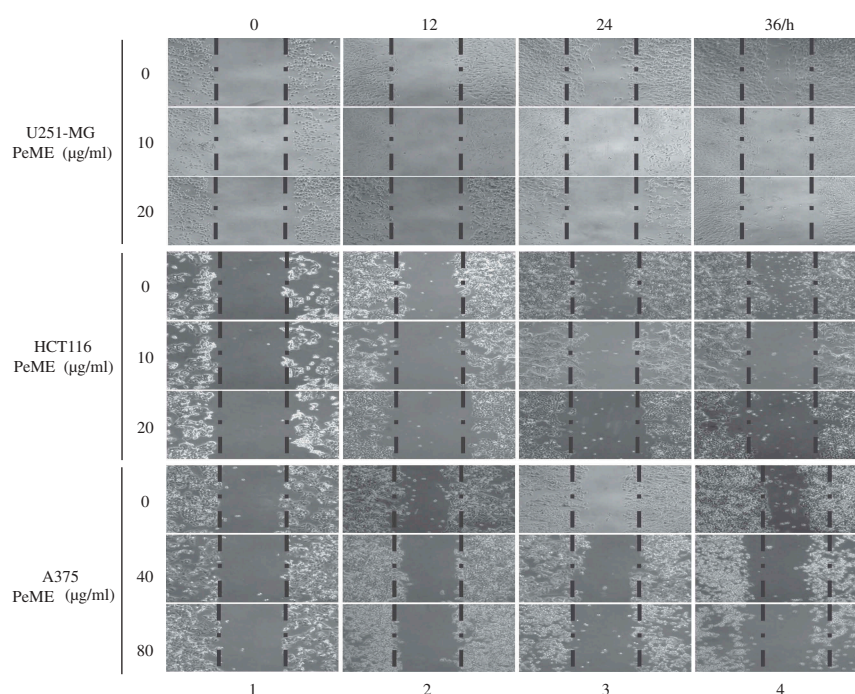 0 12 24 36/h
0
U251-MG
PeME (μg/ml)
10
20
0
HCT116
PeME (μg/ml)
10
20
0
A375
PeME (μg/ml)
40
80
1 2 3 4